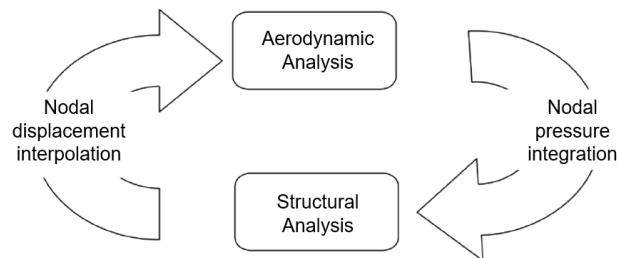 Aerodynamic
Analysis
Nodal
displacement
interpolation
Nodal
pressure
integration
Structural
Analysis